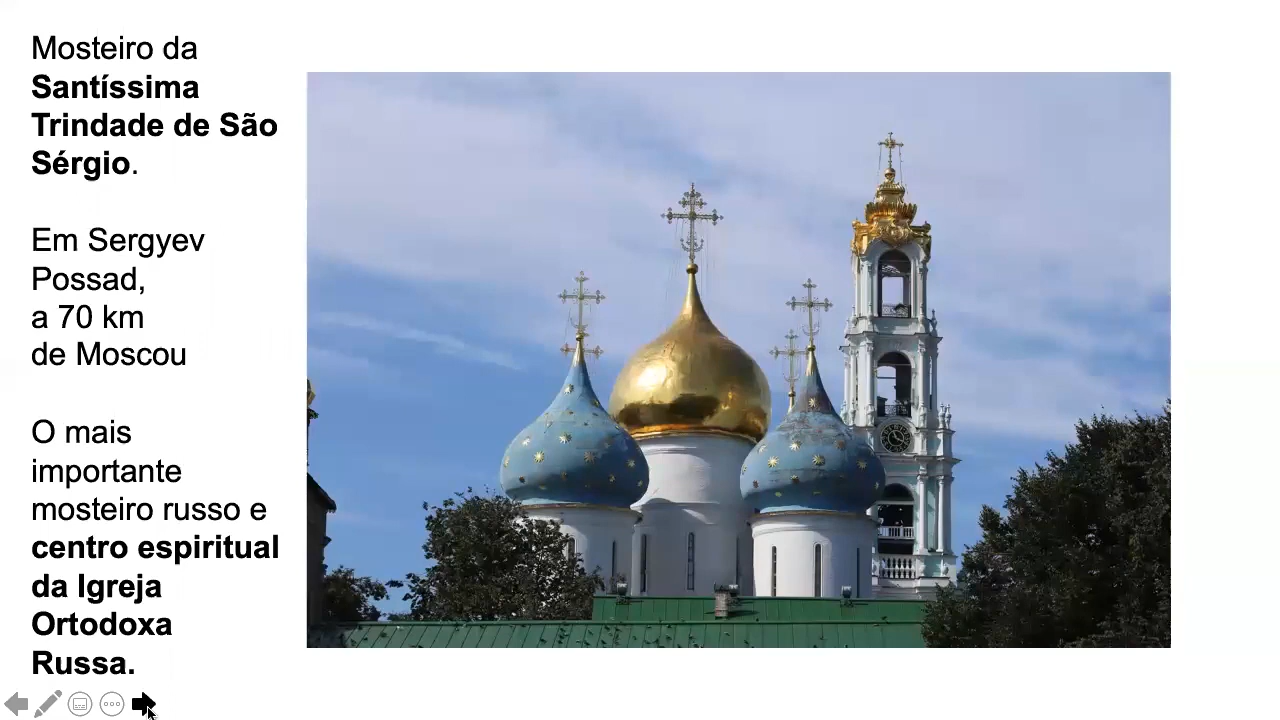 Mosteiro da
Santíssima
Trindade de São
Sérgio.
Em Sergyev
Possad,
a 70 km
de Moscou
O mais
importante
mosteiro russo e
centro espiritual
da Igreja
Ortodoxa
Russa.